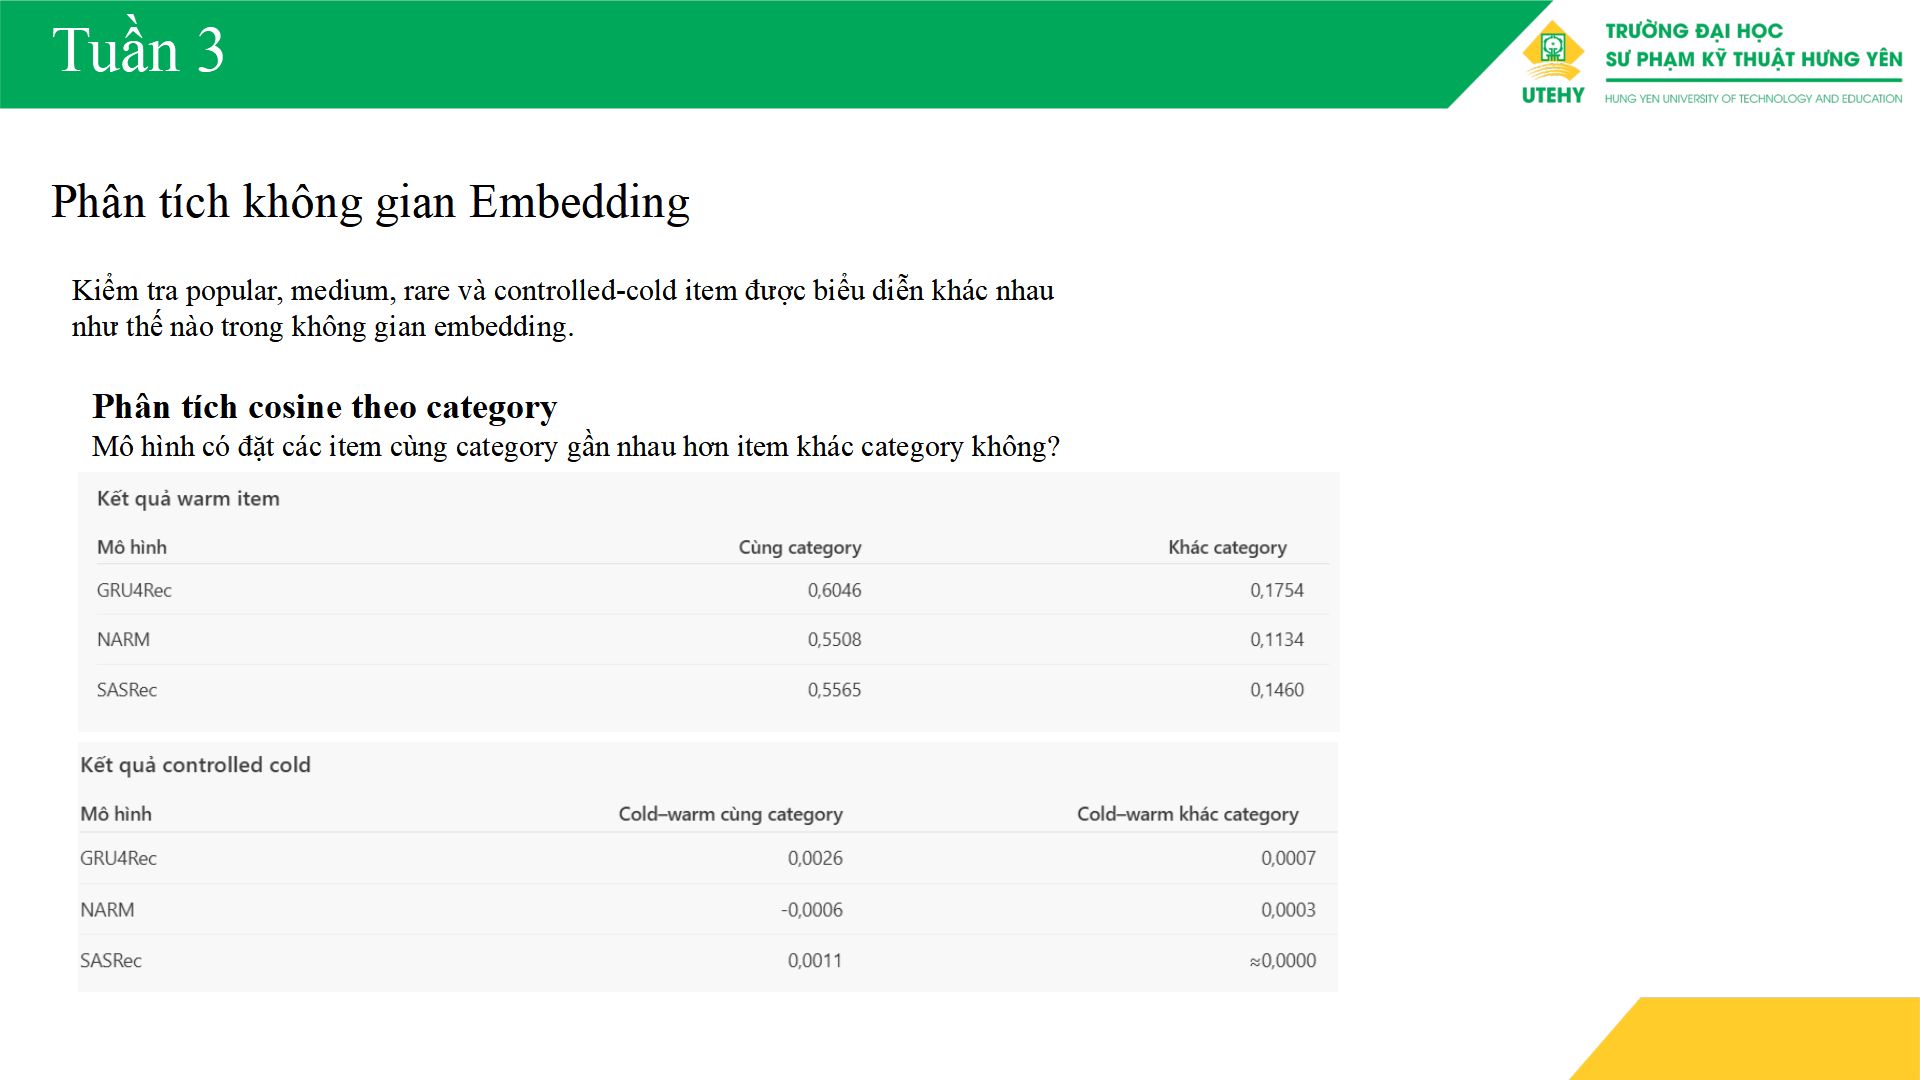 Tuần 3
UTEHY
TRƯỜNG ĐẠI HỌC
SƯ PHẠM KỸ THUẬT HƯNG YÊN
HUNG YEN UNIVERSITY OF TECHNOLOGY AND EDUCATION
Phân tích không gian Embedding
Kiểm tra popular, medium, rare và controlled-cold item được biểu diễn khác nhau
như thế nào trong không gian embedding.
Phân tích cosine theo category
Mô hình có đặt các item cùng category gần nhau hơn item khác category không?
Kết quả warm item
Mô hình Cùng category Khác category
GRU4Rec 0,6046 0,1754
NARM 0,5508 0,1134
SASRec 0,5565 0,1460
Kết quả controlled cold
Mô hình Cold–warm cùng category Cold–warm khác category
GRU4Rec 0,0026 0,0007
NARM -0,0006 0,0003
SASRec 0,0011 ≈0,0000